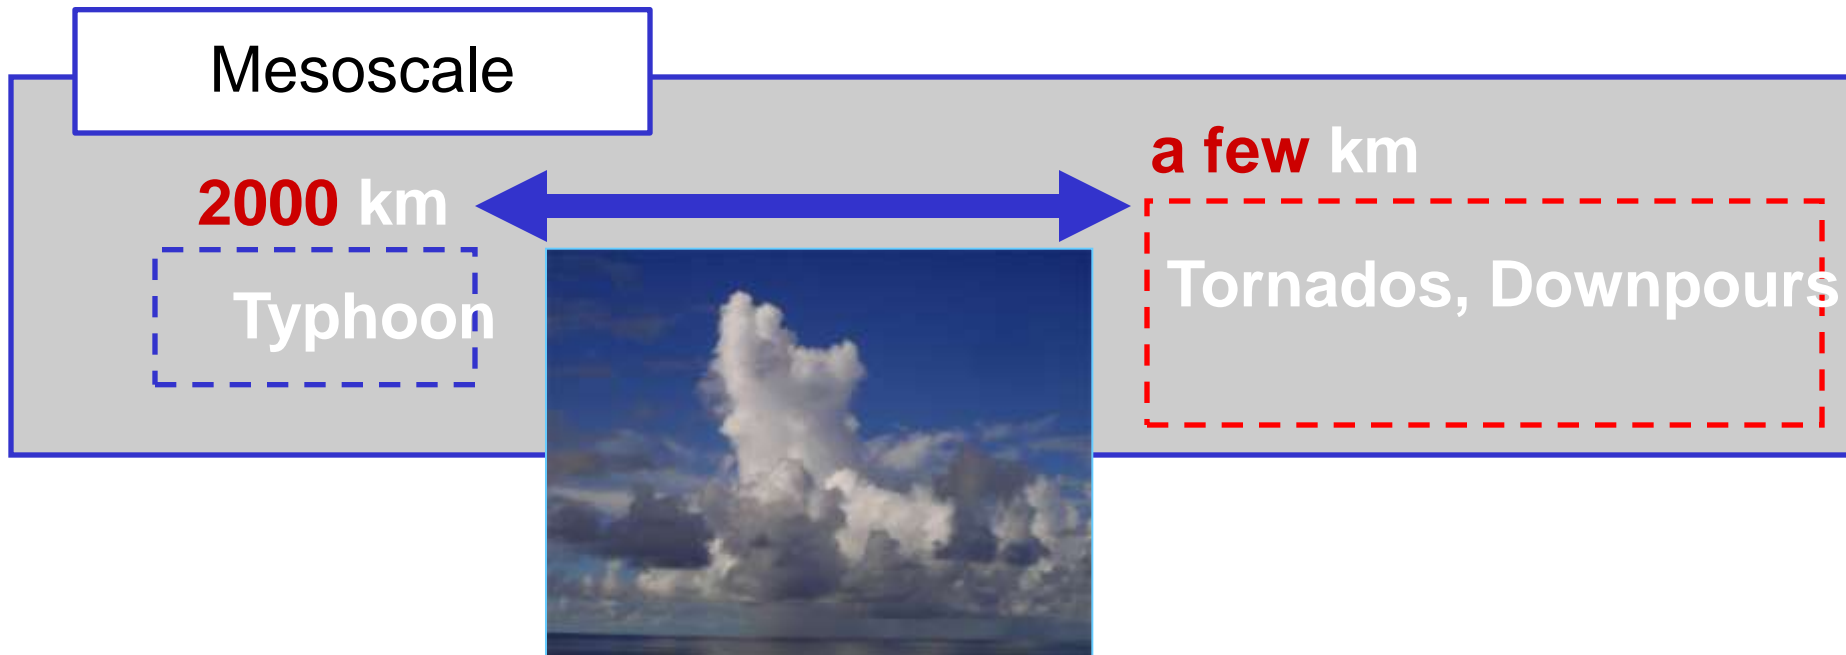 Mesoscale
2000 km
a few km
Typhoon
Tornados, Downpours